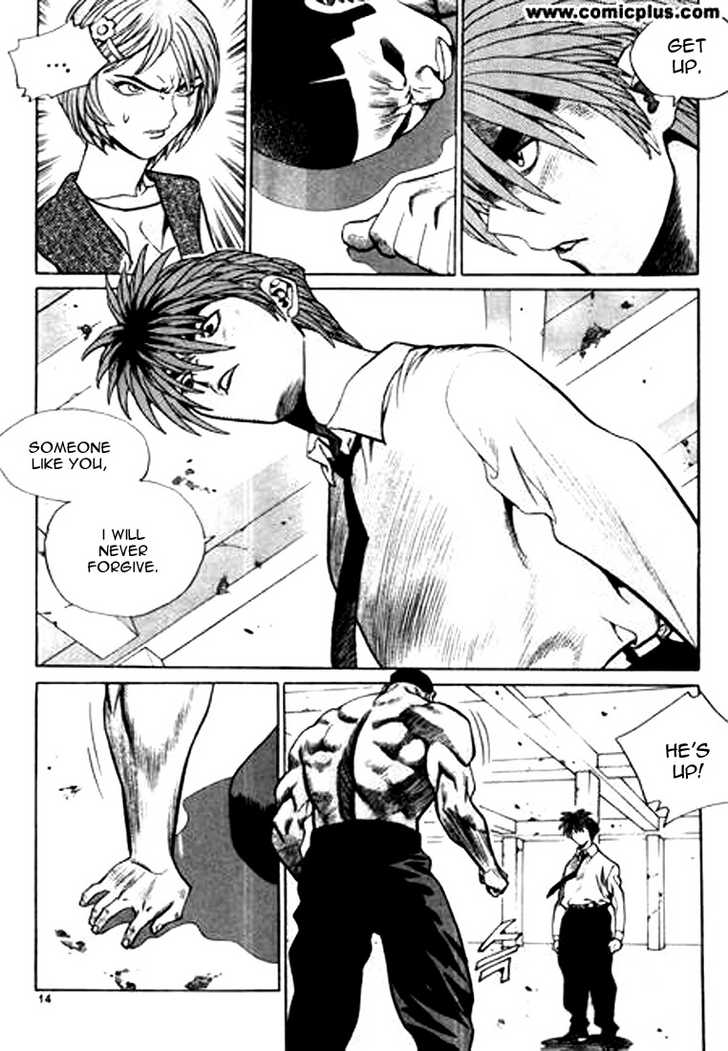 www.comicplus.com
...
GET
UP.
SOMEONE
LIKE YOU,
I WILL
NEVER
FORGIVE.
HE'S
UP!
14